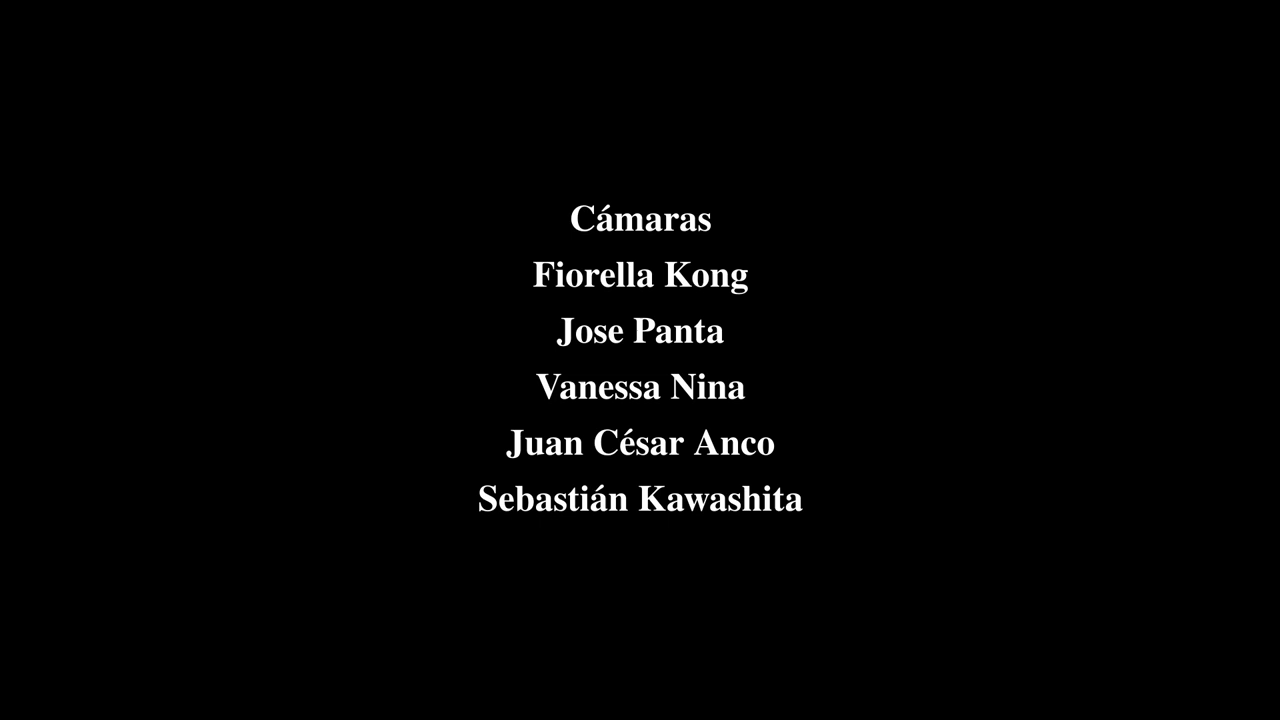 Cámaras
Fiorella Kong
Jose Panta
Vanessa Nina
Juan César Anco
Sebastián Kawashita